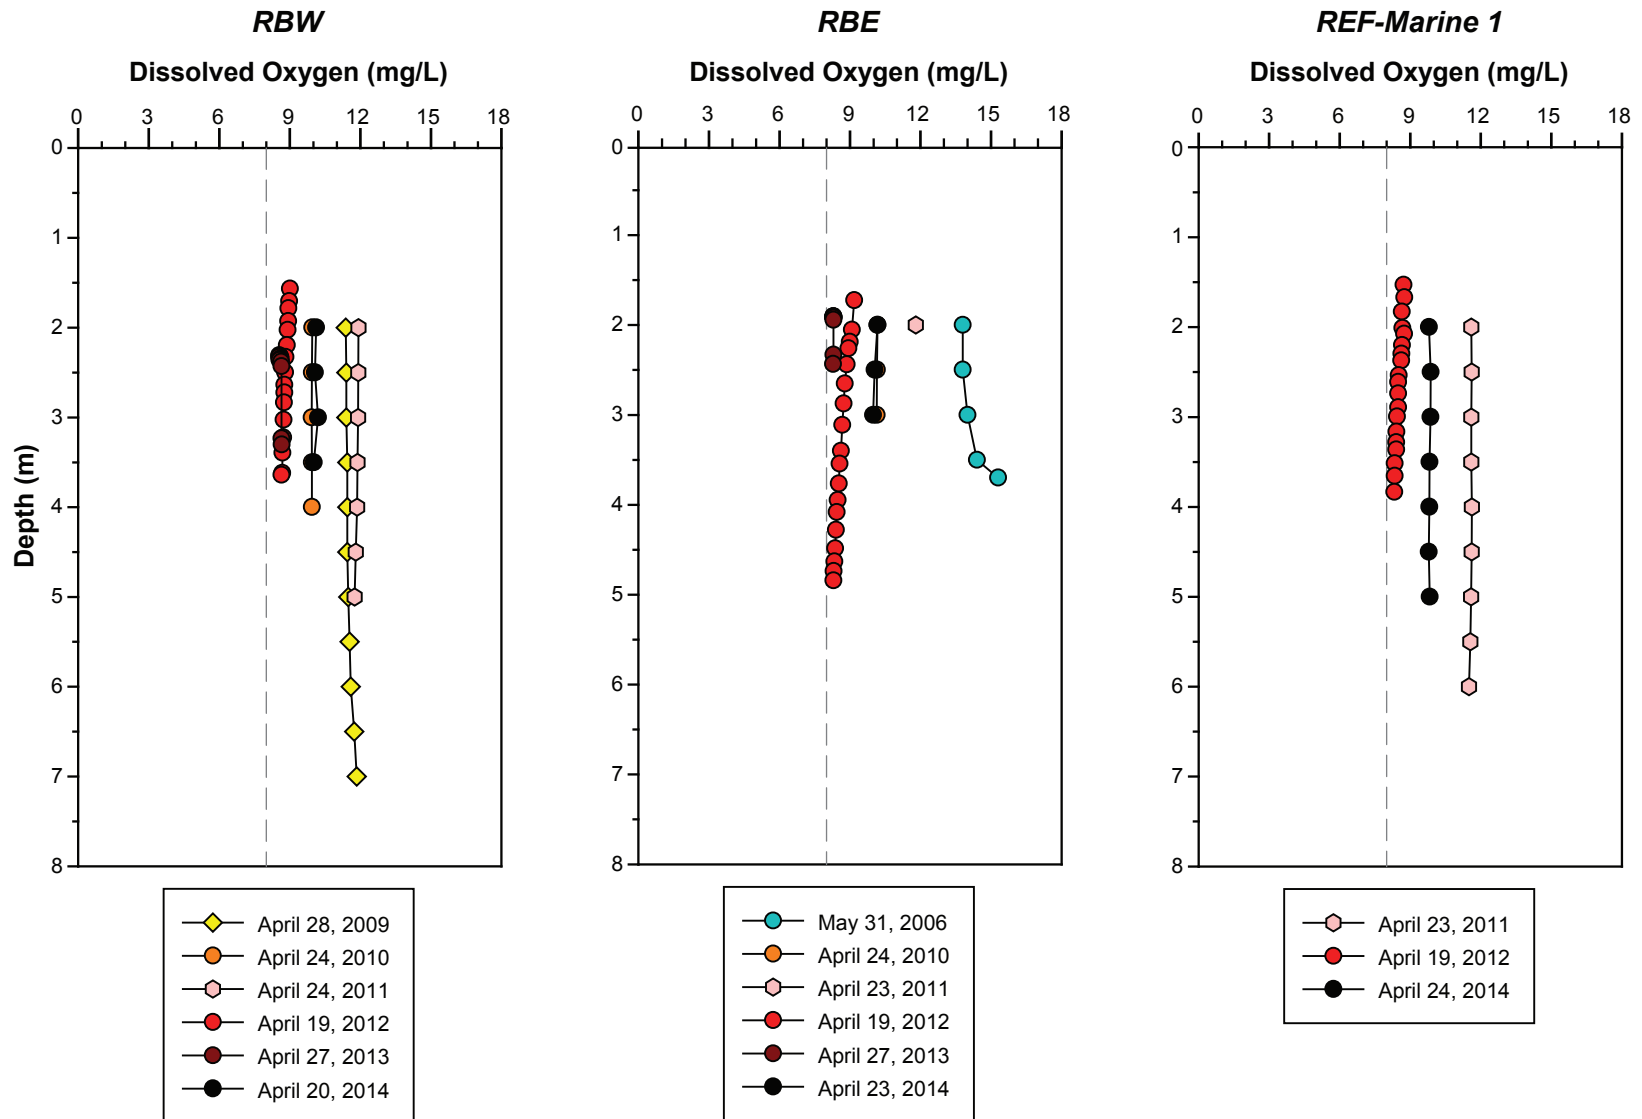 RBW
Dissolved Oxygen (mg/L)
0 3 6 9 12 15 18
0
1
2
3
4
5
6
7
8
Depth (m)
April 28, 2009
April 24, 2010
April 24, 2011
April 19, 2012
April 27, 2013
April 20, 2014
RBE
Dissolved Oxygen (mg/L)
0 3 6 9 12 15 18
0
1
2
3
4
5
6
7
8
May 31, 2006
April 24, 2010
April 23, 2011
April 19, 2012
April 27, 2013
April 23, 2014
REF-Marine 1
Dissolved Oxygen (mg/L)
0 3 6 9 12 15 18
0
1
2
3
4
5
6
7
8
April 23, 2011
April 19, 2012
April 24, 2014